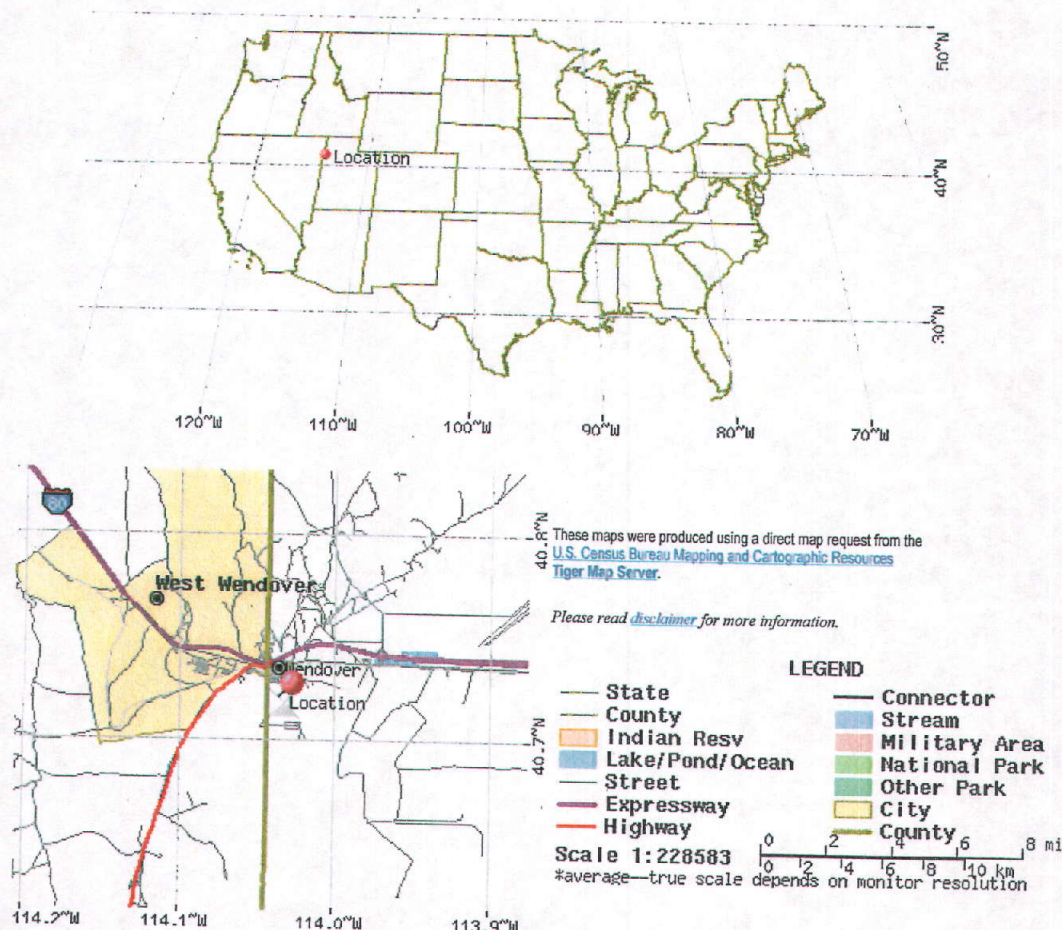 50~N
Location
40~N
30~N
120~W
110~W
100~W
90~W
80~W
70~W
80
40.8~N
West Wendover
Wendover
Location
40.7~N
114.2~W
114.1~W
114.0~W
113.9~W
These maps were produced using a direct map request from the
U.S. Census Bureau Mapping and Cartographic Resources
Tiger Map Server.
Please read disclaimer for more information.
LEGEND
State
County
Indian Resv
Lake/Pond/Ocean
Street
Expressway
Highway
Connector
Stream
Military Area
National Park
Other Park
City
County
Scale 1:228583
0 2 4 6 8 mi
0 2 4 6 10 km
*average--true scale depends on monitor resolution